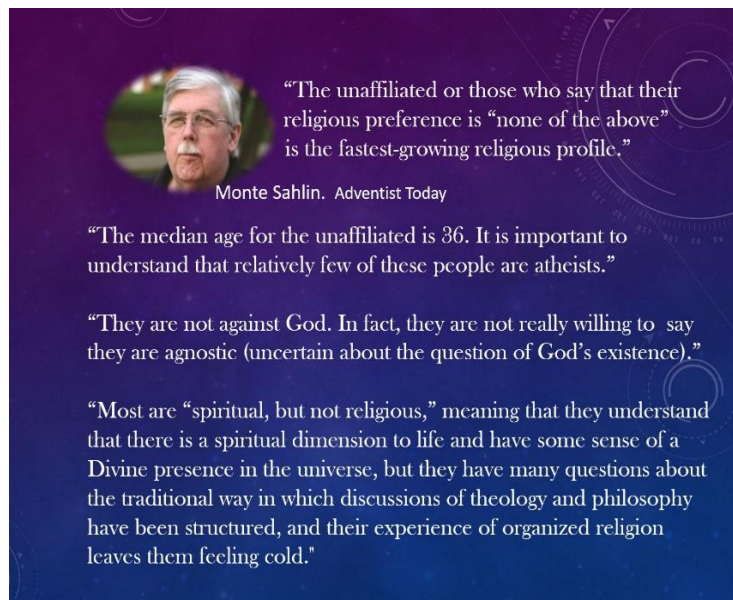 “The unaffiliated or those who say that their
religious preference is “none of the above”
is the fastest-growing religious profile.”
Monte Sahlin. Adventist Today
“The median age for the unaffiliated is 36. It is important to
understand that relatively few of these people are atheists.”
“They are not against God. In fact, they are not really willing to say
they are agnostic (uncertain about the question of God’s existence).”
“Most are “spiritual, but not religious,” meaning that they understand
that there is a spiritual dimension to life and have some sense of a
Divine presence in the universe, but they have many questions about
the traditional way in which discussions of theology and philosophy
have been structured, and their experience of organized religion
leaves them feeling cold."